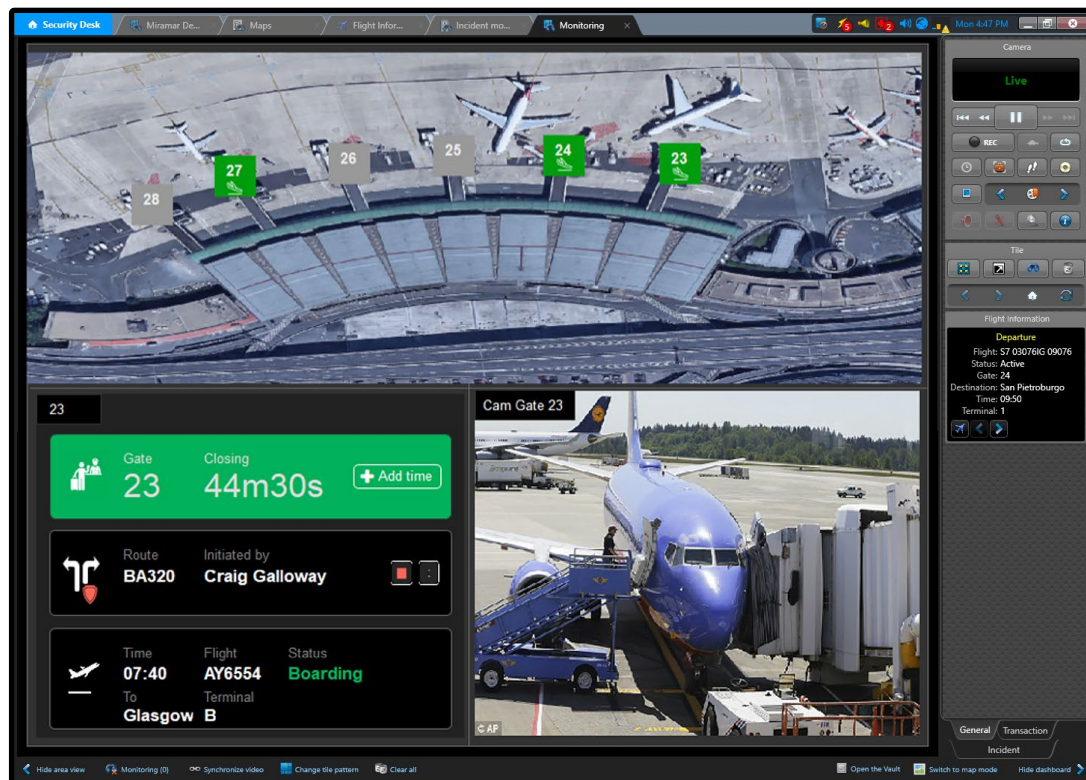 Security Desk
Miramar De...
Maps
Flight Infor...
Incident mo...
Monitoring
5
2
Mon 4:47 PM
28
27
26
25
24
23
23
Gate
23
Closing
44m30s
Add time
Route
BA320
Initiated by
Craig Galloway
Time
07:40
Flight
AY6554
Status
Boarding
To
Glasgow
Terminal
B
Cam Gate 23
AP
Camera
Live
REC
Tile
Flight Information
Departure
Flight: S7 03076IG 09076
Status: Active
Gate: 24
Destination: San Pietroburgo
Time: 09:50
Terminal: 1
General
Transaction
Incident
Hide area view
Monitoring (0)
Synchronize video
Change tile pattern
Clear all
Open the Vault
Switch to map mode
Hide dashboard